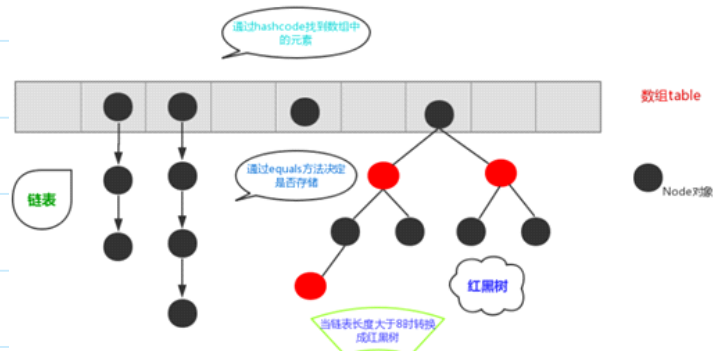 通过hashcode找到数组中
的元素
数组table
通过equals方法决定
是否存储
链表
Node对象
红黑树
当链表长度大于8时转换
成红黑树